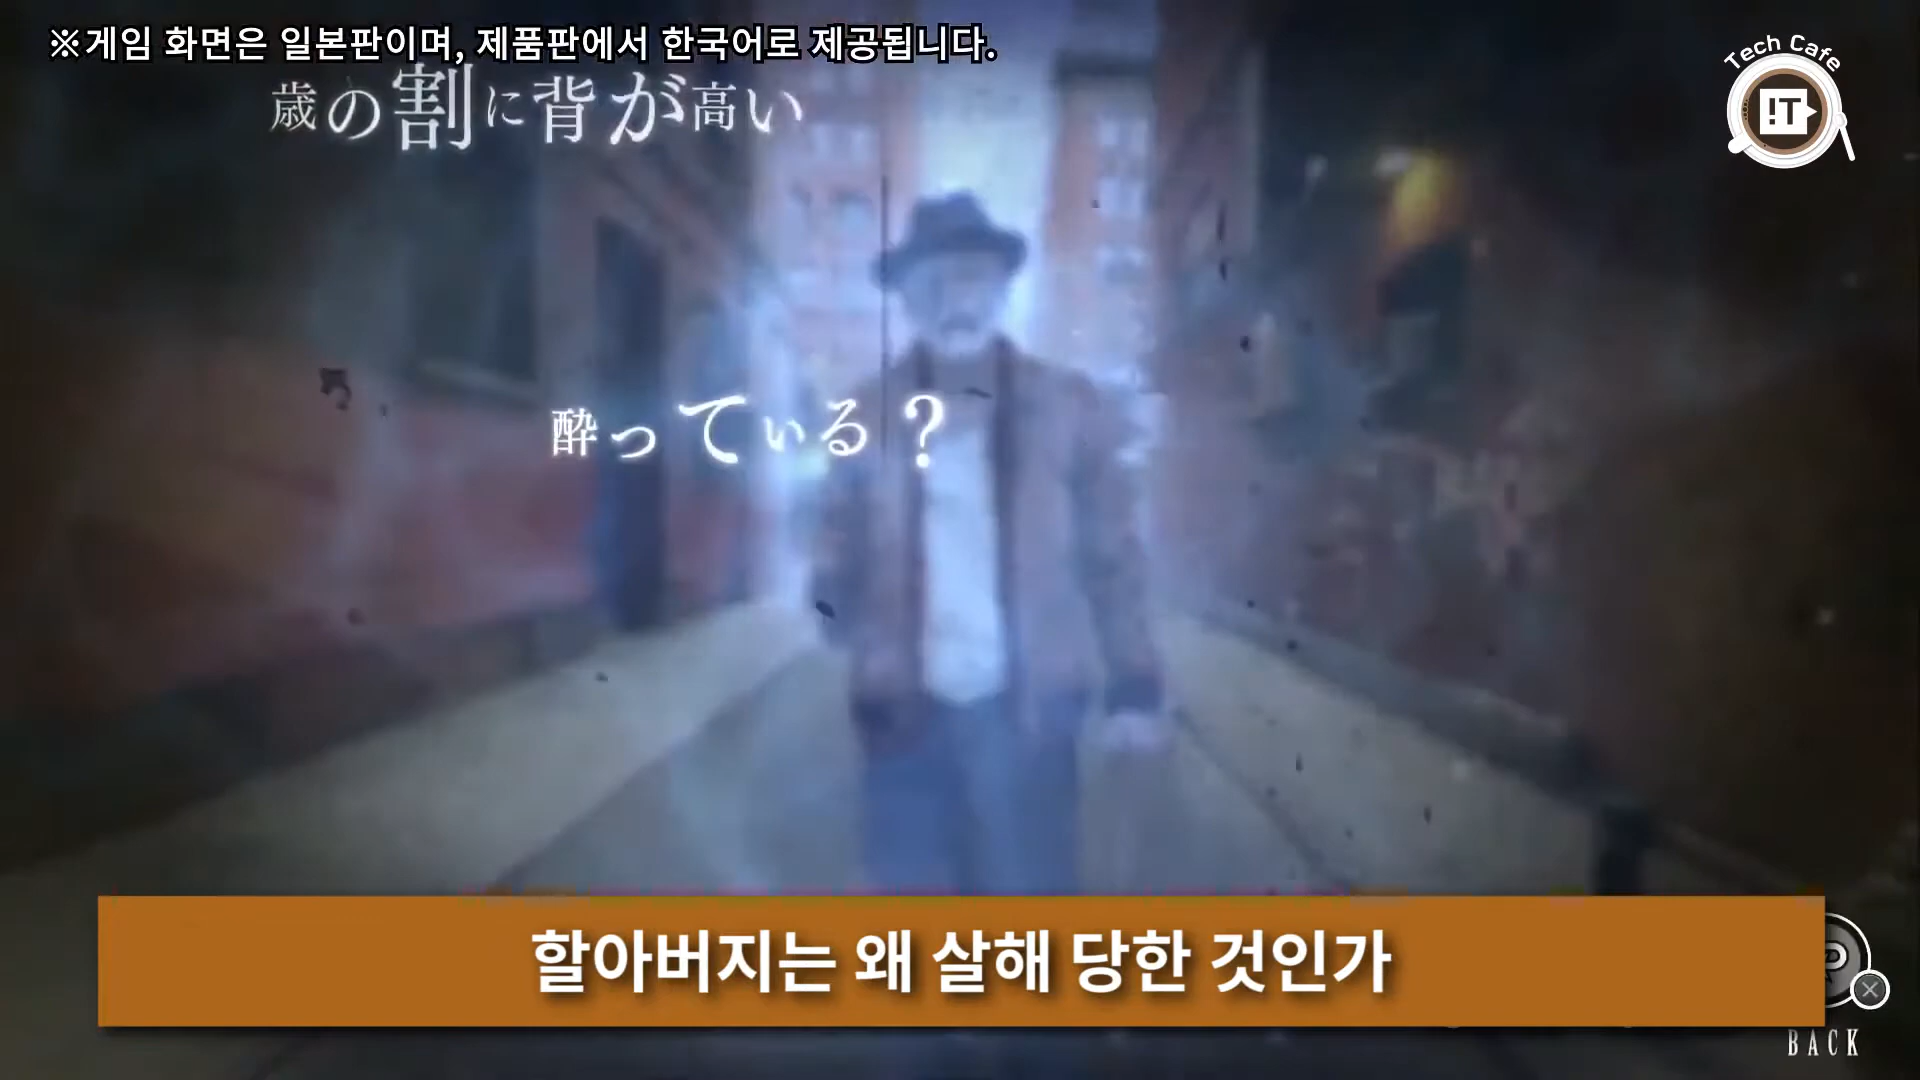 ※게임 화면은 일본판이며, 제품판에서 한국어로 제공됩니다.
Tech Cafe
!T
歳の割に背が高い
酔っている？
할아버지는 왜 살해 당한 것인가
BACK